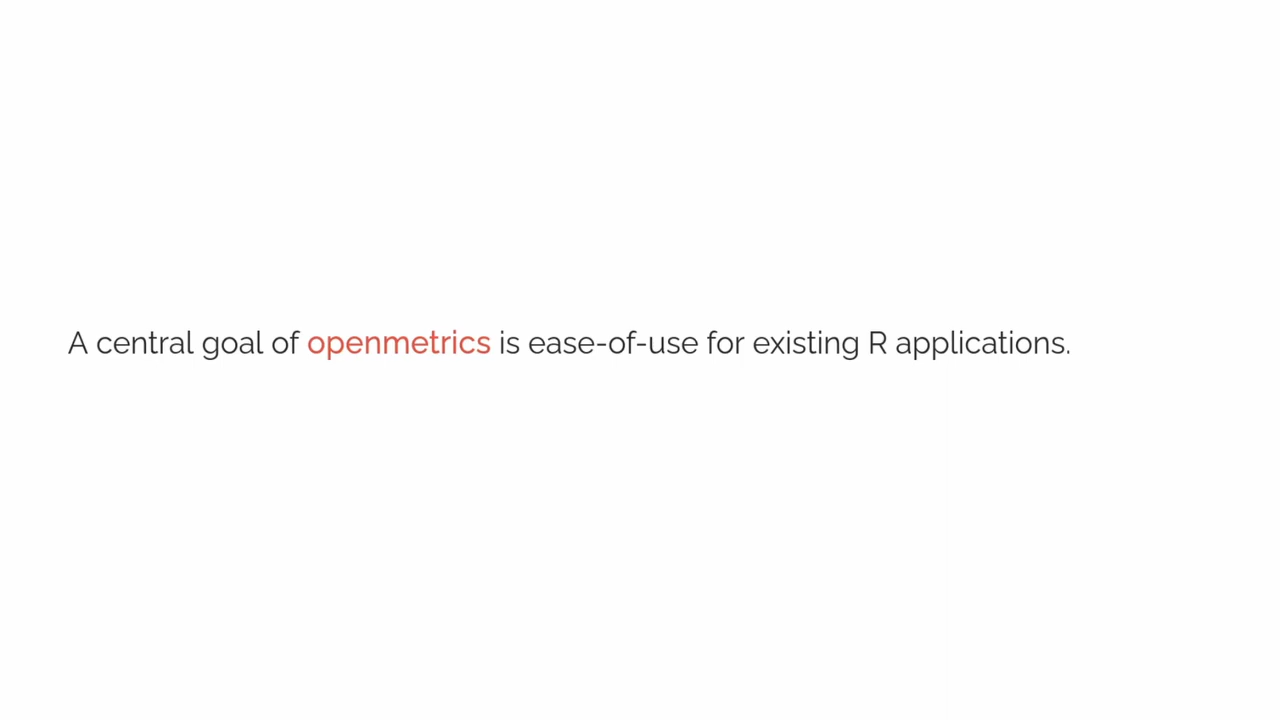 A central goal of openmetrics is ease-of-use for existing R applications.